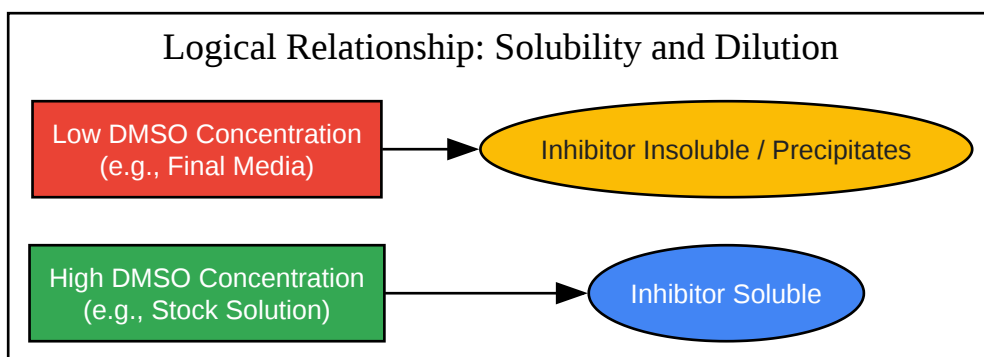 Logical Relationship: Solubility and Dilution
Low DMSO Concentration
(e.g., Final Media)
Inhibitor Insoluble / Precipitates
High DMSO Concentration
(e.g., Stock Solution)
Inhibitor Soluble